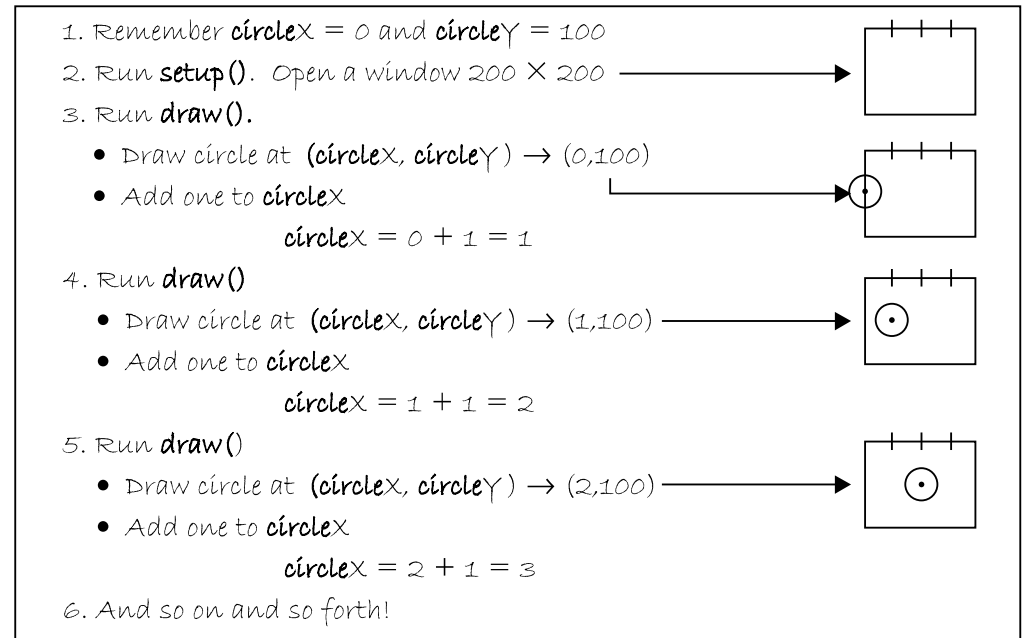 1. Remember circleX = 0 and circleY = 100
2. Run setup(). Open a window 200 × 200
3. Run draw().
• Draw circle at (circleX, circleY) → (0,100)
• Add one to circleX
circleX = 0 + 1 = 1
4. Run draw()
• Draw circle at (circleX, circleY) → (1,100)
• Add one to circleX
circleX = 1 + 1 = 2
5. Run draw()
• Draw circle at (circleX, circleY) → (2,100)
• Add one to circleX
circleX = 2 + 1 = 3
6. And so on and so forth!